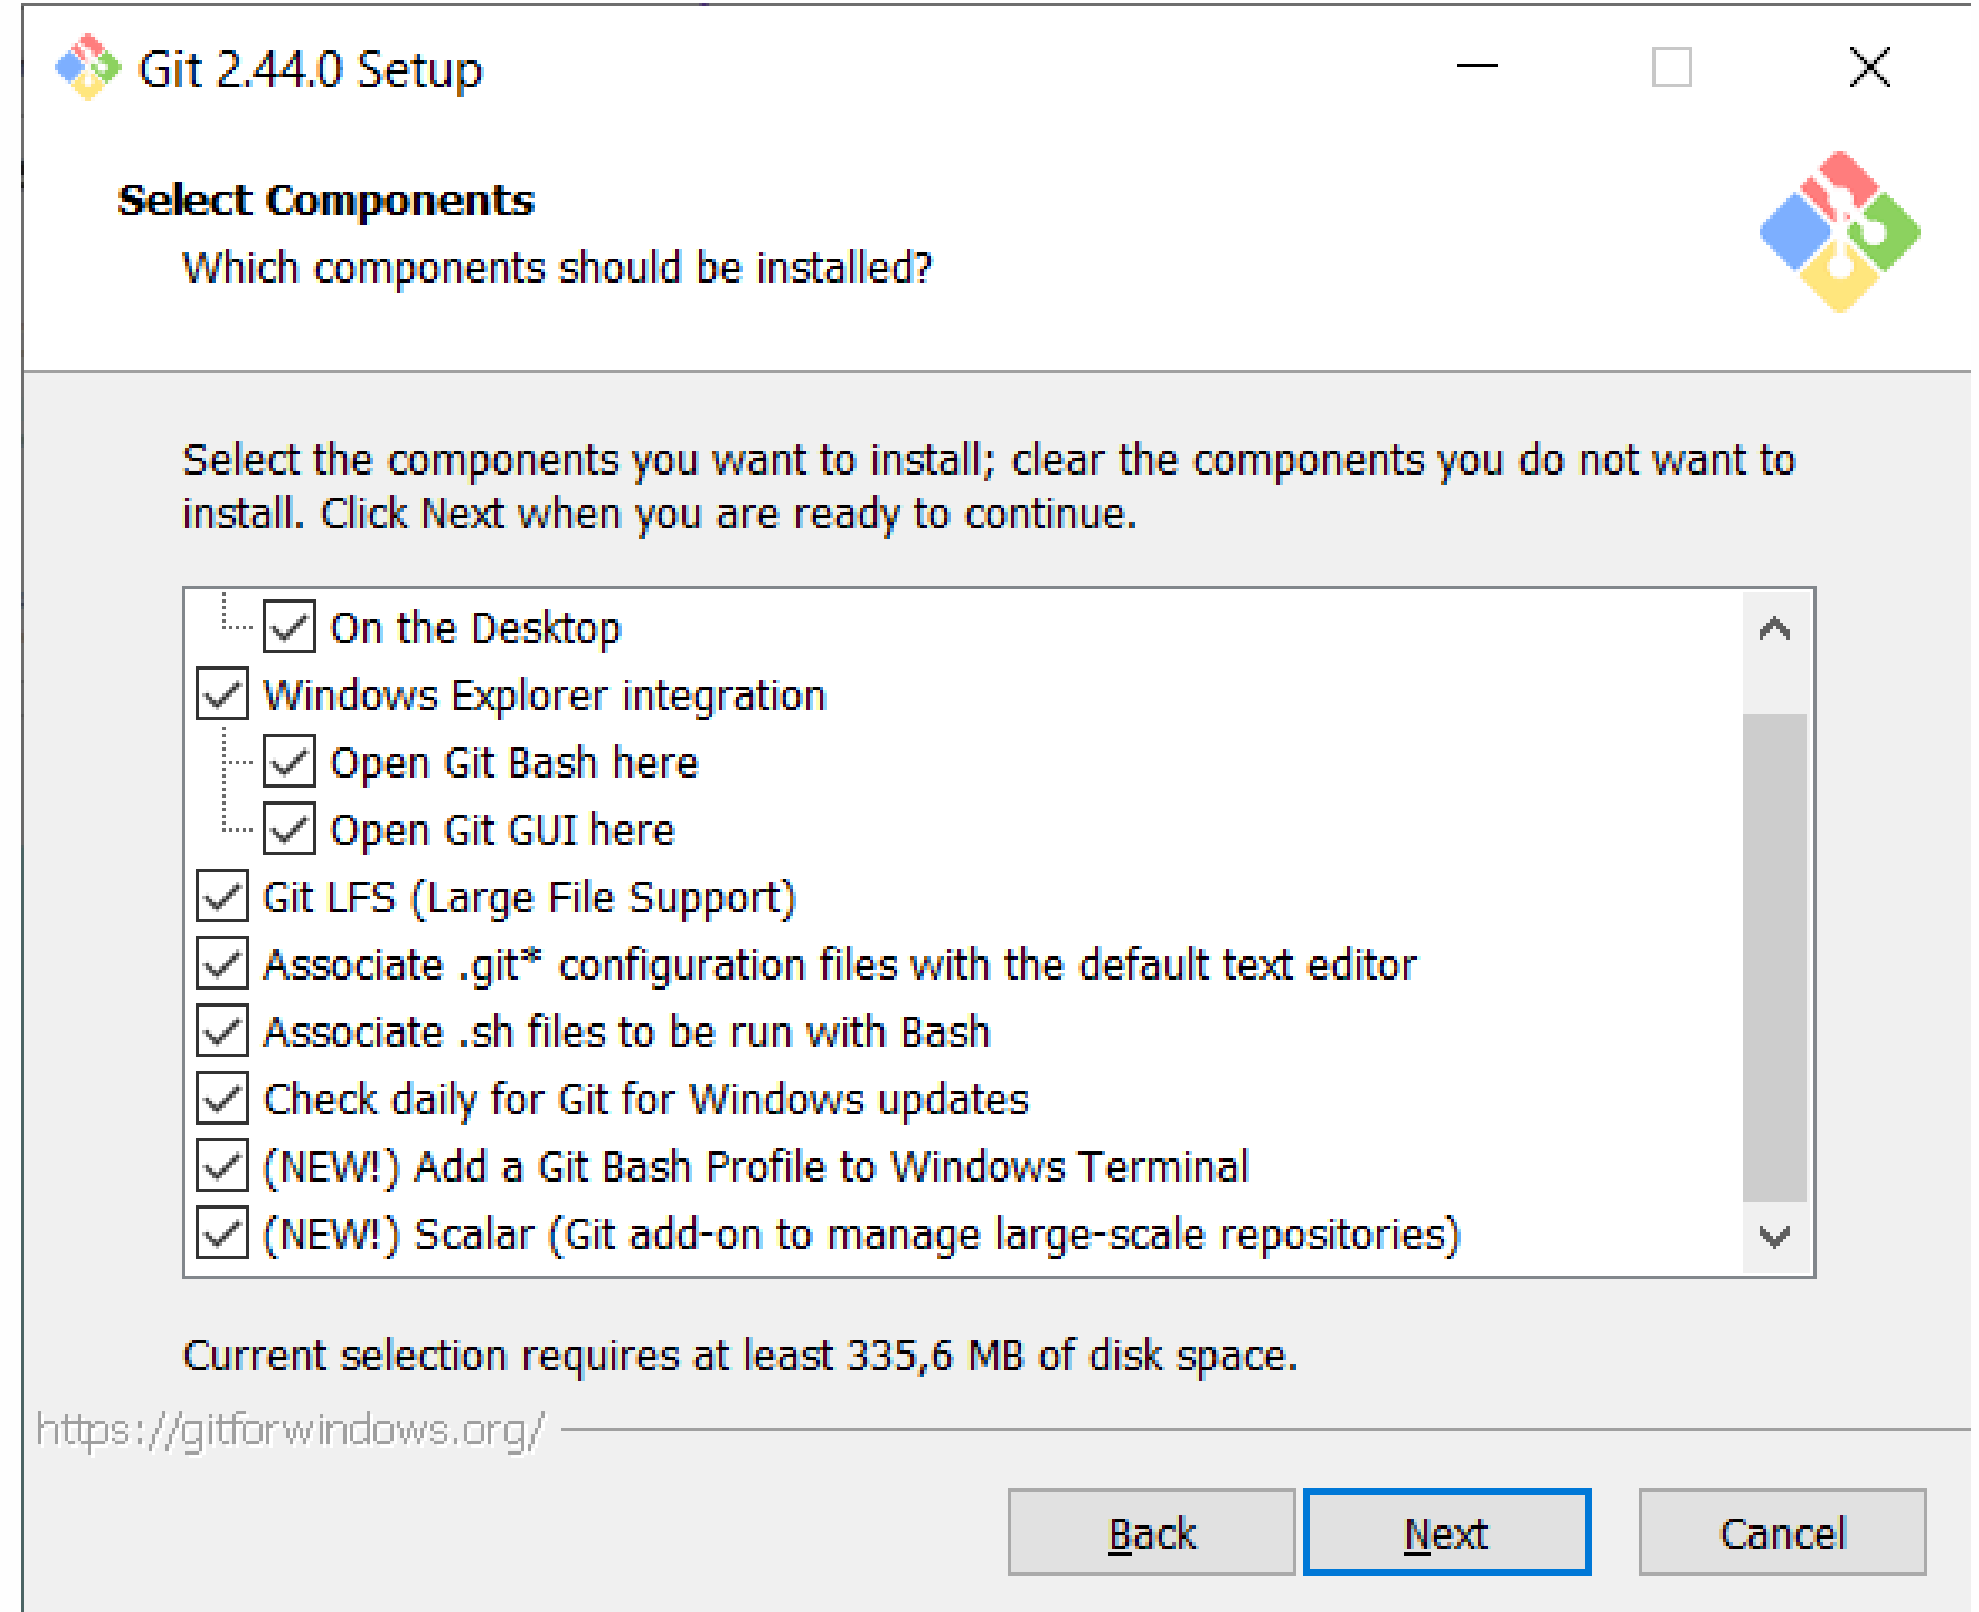 Git 2.44.0 Setup
Select Components
Which components should be installed?
Select the components you want to install; clear the components you do not want to
install. Click Next when you are ready to continue.
On the Desktop
Windows Explorer integration
Open Git Bash here
Open Git GUI here
Git LFS (Large File Support)
Associate .git* configuration files with the default text editor
Associate .sh files to be run with Bash
Check daily for Git for Windows updates
(NEW!) Add a Git Bash Profile to Windows Terminal
(NEW!) Scalar (Git add-on to manage large-scale repositories)
Current selection requires at least 335,6 MB of disk space.
https://gitforwindows.org/
Back Next Cancel